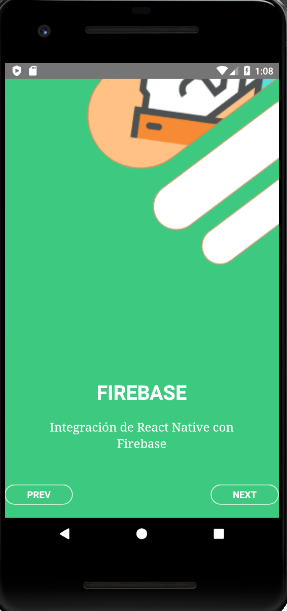 1:08
FIREBASE
Integración de React Native con
Firebase
PREV
NEXT